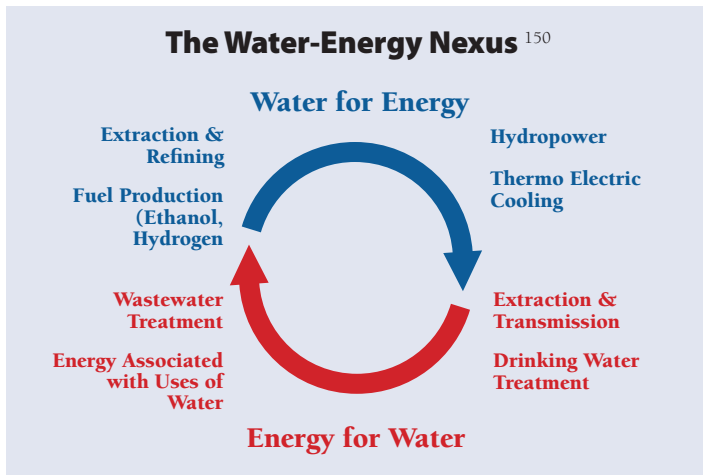 The Water-Energy Nexus 150
Water for Energy
Extraction &
Refining
Fuel Production
(Ethanol,
Hydrogen
Hydropower
Thermo Electric
Cooling
Wastewater
Treatment
Energy Associated
with Uses of
Water
Extraction &
Transmission
Drinking Water
Treatment
Energy for Water